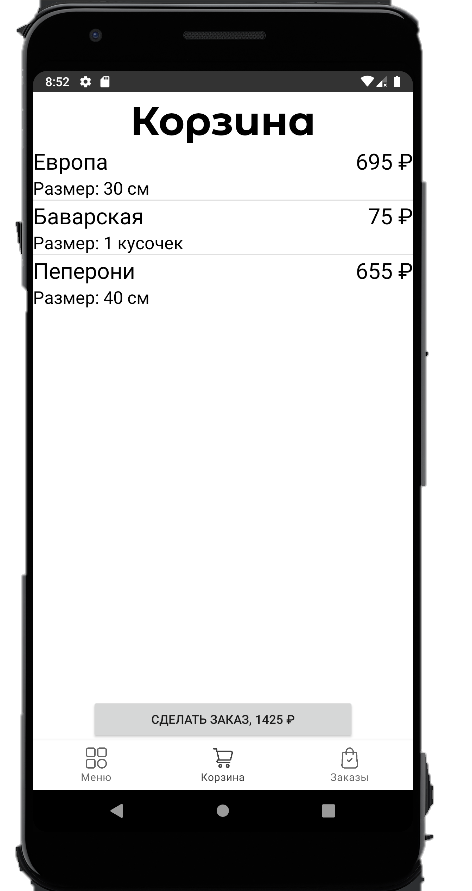 8:52
Корзина
Европа 695 ₽
Размер: 30 см
Баварская 75 ₽
Размер: 1 кусочек
Пеперони 655 ₽
Размер: 40 см
СДЕЛАТЬ ЗАКАЗ, 1425 ₽
Меню Корзина Заказы